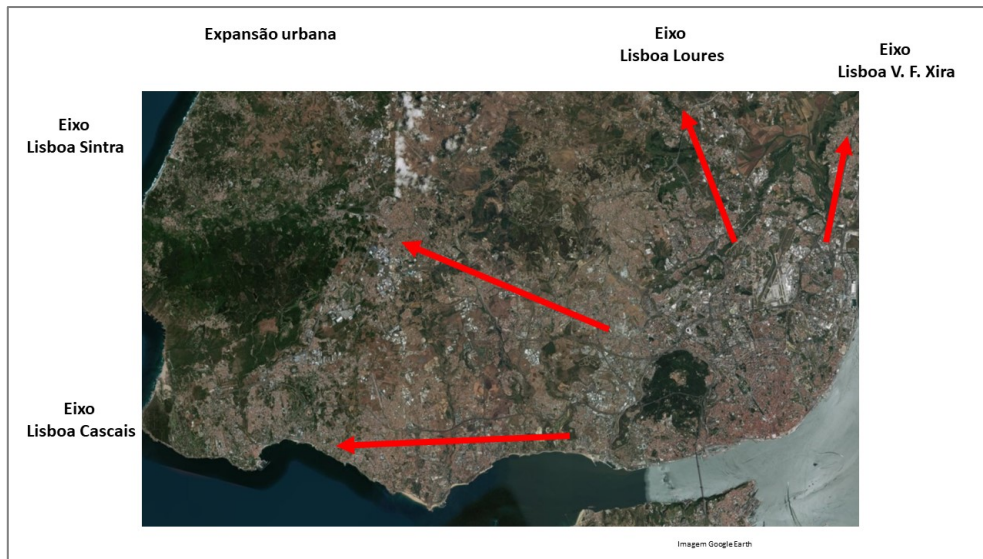 Expansão urbana
Eixo
Lisboa Loures
Eixo
Lisboa V. F. Xira
Eixo
Lisboa Sintra
Eixo
Lisboa Cascais
Imagem Google Earth